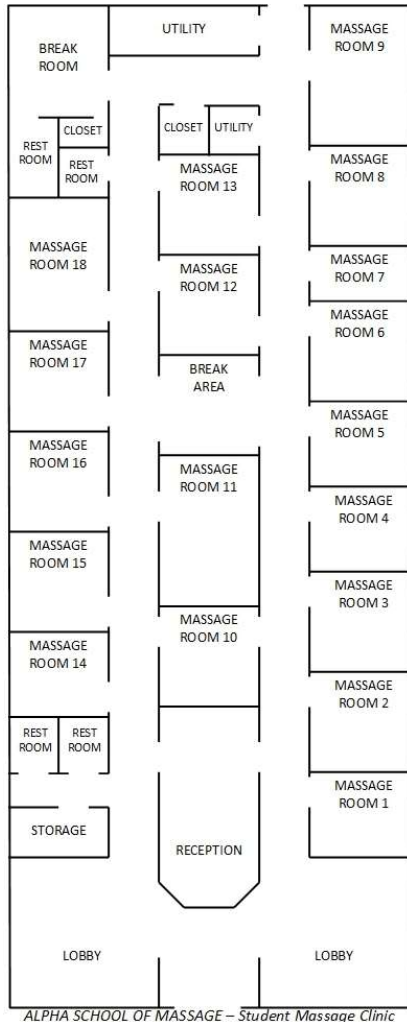 UTILITY
MASSAGE
ROOM 9
BREAK
ROOM
CLOSET
CLOSET
UTILITY
REST
ROOM
REST
ROOM
MASSAGE
ROOM 13
MASSAGE
ROOM 8
MASSAGE
ROOM 18
MASSAGE
ROOM 12
MASSAGE
ROOM 7
MASSAGE
ROOM 6
MASSAGE
ROOM 17
BREAK
AREA
MASSAGE
ROOM 5
MASSAGE
ROOM 16
MASSAGE
ROOM 11
MASSAGE
ROOM 4
MASSAGE
ROOM 15
MASSAGE
ROOM 3
MASSAGE
ROOM 14
MASSAGE
ROOM 10
MASSAGE
ROOM 2
REST
ROOM
REST
ROOM
MASSAGE
ROOM 1
STORAGE
RECEPTION
LOBBY
LOBBY
ALPHA SCHOOL OF MASSAGE – Student Massage Clinic